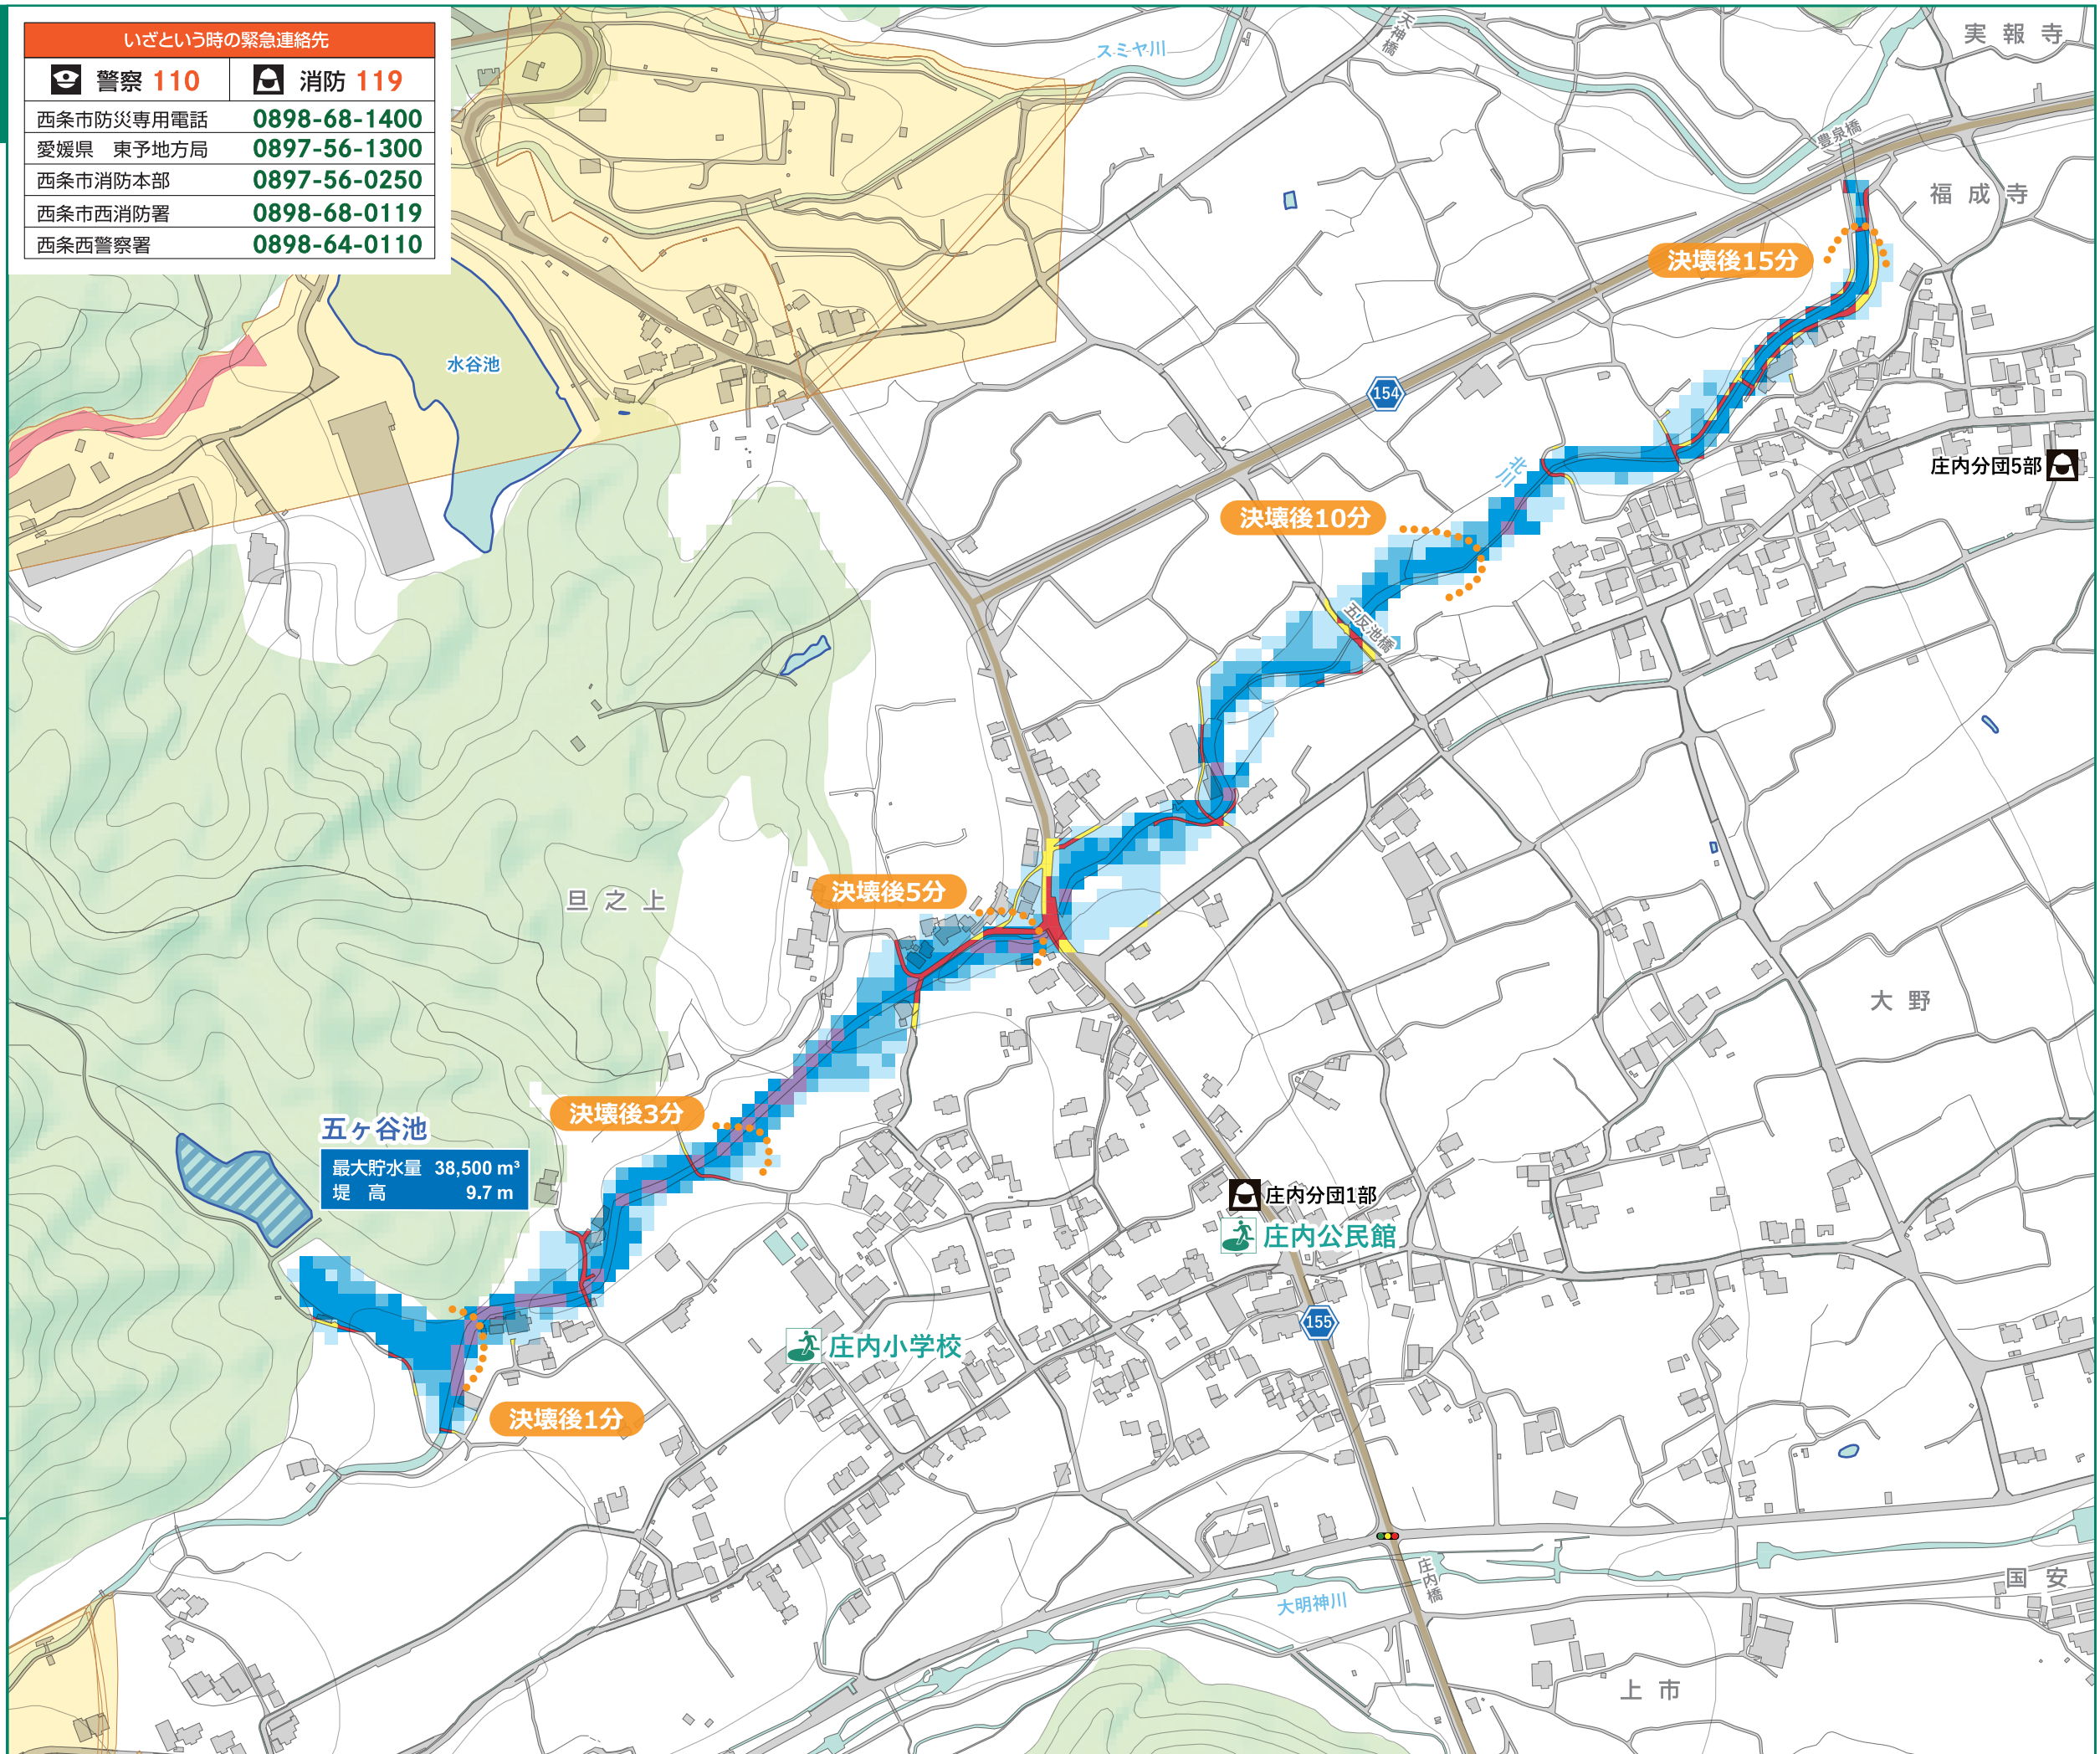 いざという時の緊急連絡先
警察 110
消防 119
西条市防災専用電話 0898-68-1400
愛媛県 東予地方局 0897-56-1300
西条市消防本部 0897-56-0250
西条市西消防署 0898-68-0119
西条西警察署 0898-64-0110
スミヤ川
天神橋
実報寺
豊泉橋
福成寺
決壊後15分
水谷池
154
北川
庄内分団5部
決壊後10分
五反池橋
決壊後5分
旦之上
大野
決壊後3分
五ヶ谷池
最大貯水量 38,500 m³
堤 高 9.7 m
庄内分団1部
庄内公民館
155
庄内小学校
決壊後1分
庄内橋
大明神川
国安
上市